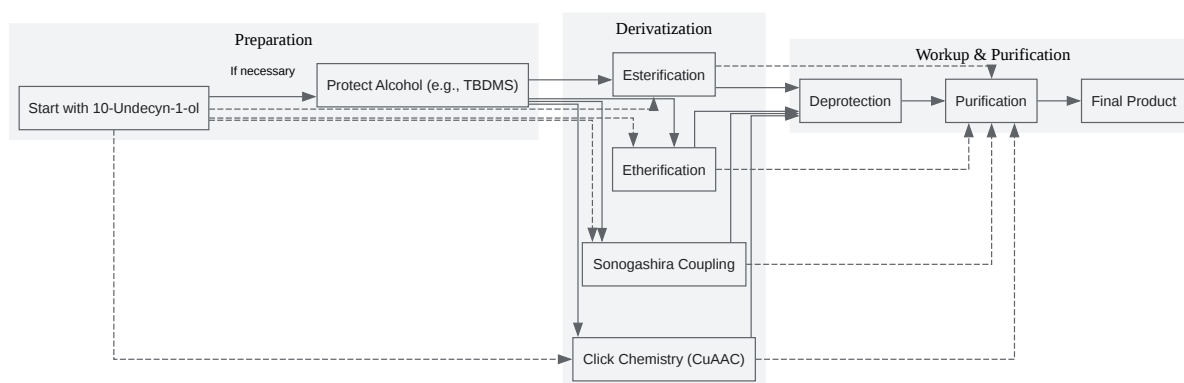 Derivatization
Preparation
Workup & Purification
If necessary
Start with 10-Undecyn-1-ol
Protect Alcohol (e.g., TBDMS)
Esterification
Etherification
Sonogashira Coupling
Click Chemistry (CuAAC)
Deprotection
Purification
Final Product